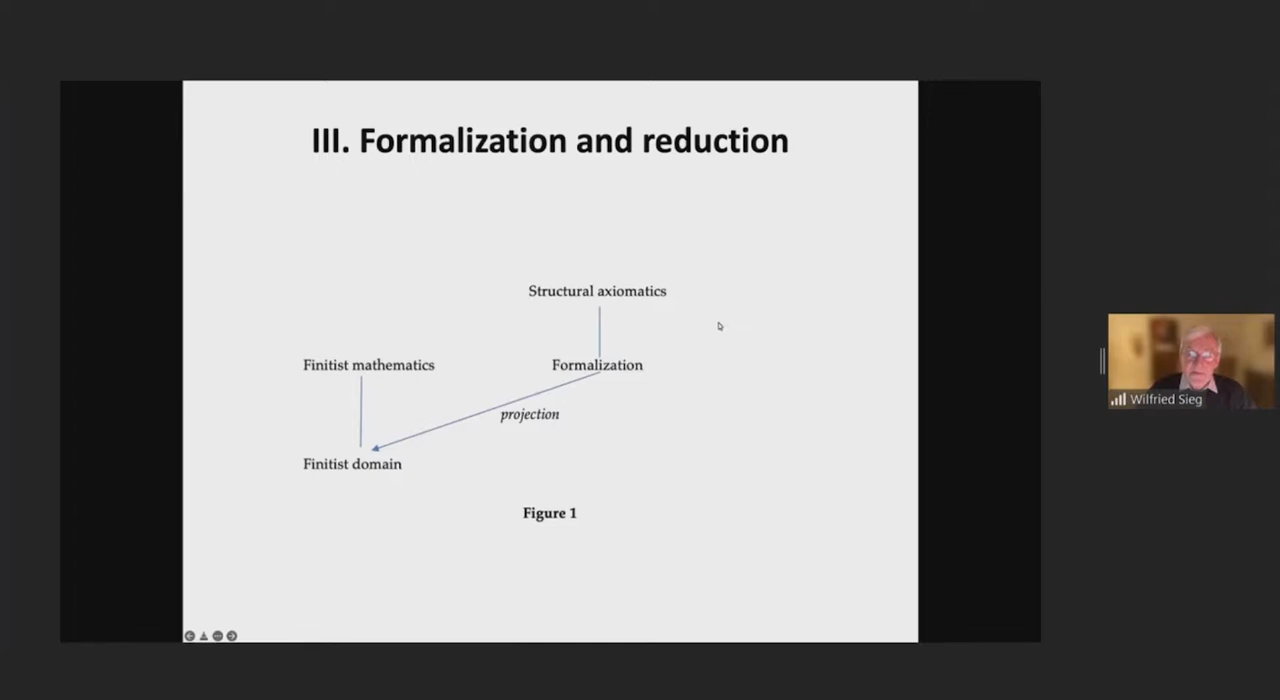 III. Formalization and reduction
Structural axiomatics
Finitist mathematics
Formalization
projection
Finitist domain
Figure 1
Wilfried Sieg